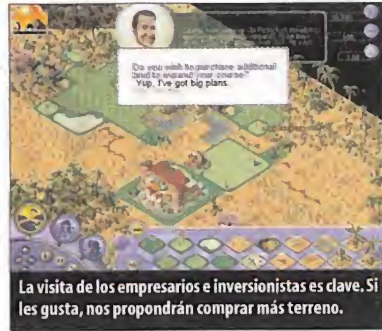 Do you wish to purchase additional
land to expand your course?
Yup, I've got big plans.
La visita de los empresarios e inversionistas es clave. Si
les gusta, nos propondrán comprar más terreno.